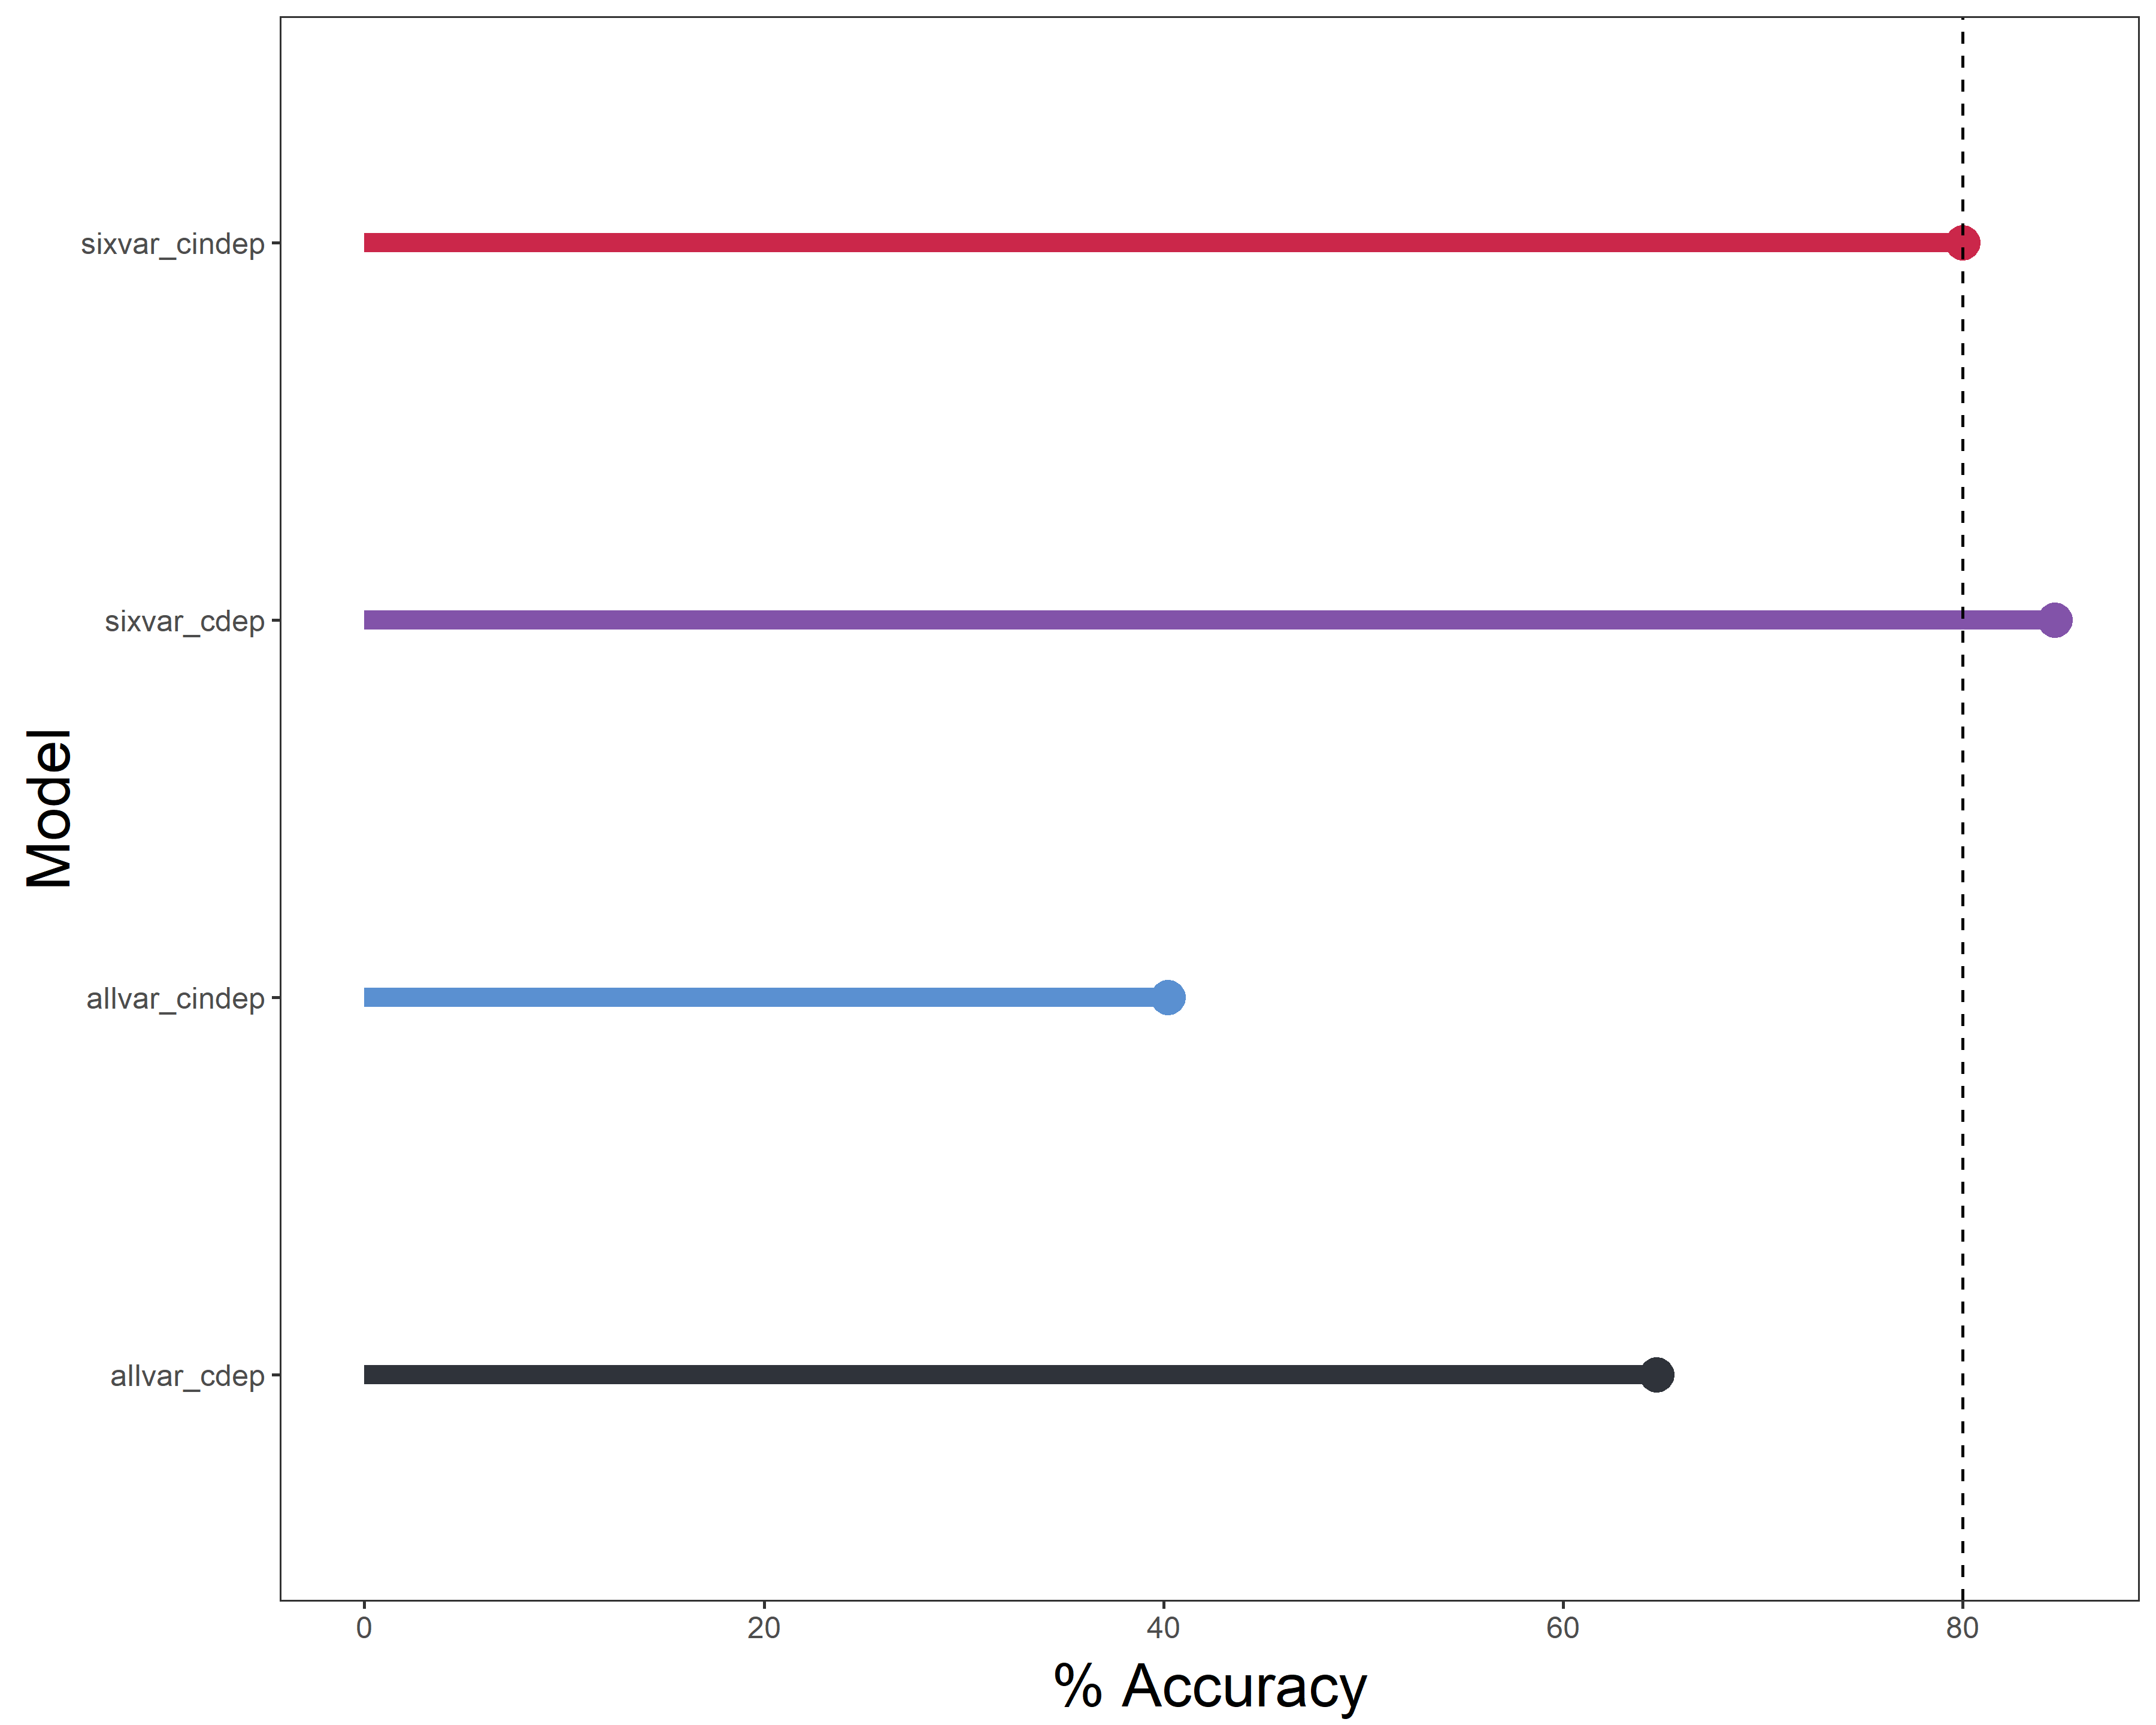 Model
sixvar_cindep
sixvar_cdep
allvar_cindep
allvar_cdep
0 20 40 60 80
% Accuracy